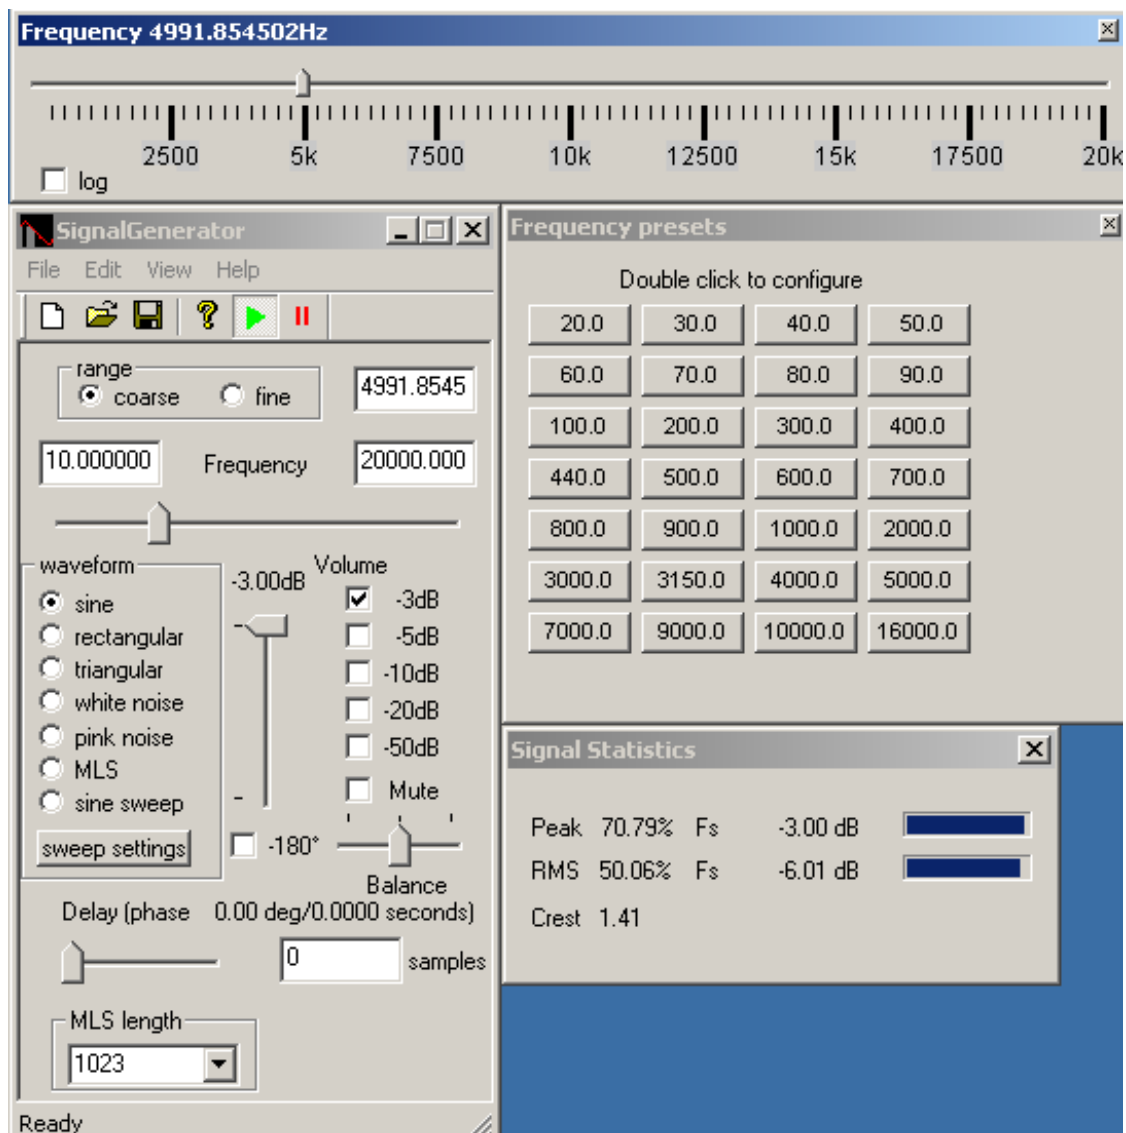 Frequency 4991.854502Hz
2500 5k 7500 10k 12500 15k 17500 20k
log
SignalGenerator
File Edit View Help
range
coarse fine 4991.8545
10.000000 Frequency 20000.000
waveform
sine
rectangular
triangular
white noise
pink noise
MLS
sine sweep
sweep settings
-3.00dB
Volume
-3dB
-5dB
-10dB
-20dB
-50dB
Mute
-180°
Balance
Delay (phase 0.00 deg/0.0000 seconds)
0 samples
MLS length
1023
Ready
Frequency presets
Double click to configure
20.0 30.0 40.0 50.0
60.0 70.0 80.0 90.0
100.0 200.0 300.0 400.0
440.0 500.0 600.0 700.0
800.0 900.0 1000.0 2000.0
3000.0 3150.0 4000.0 5000.0
7000.0 9000.0 10000.0 16000.0
Signal Statistics
Peak 70.79% Fs -3.00 dB
RMS 50.06% Fs -6.01 dB
Crest 1.41